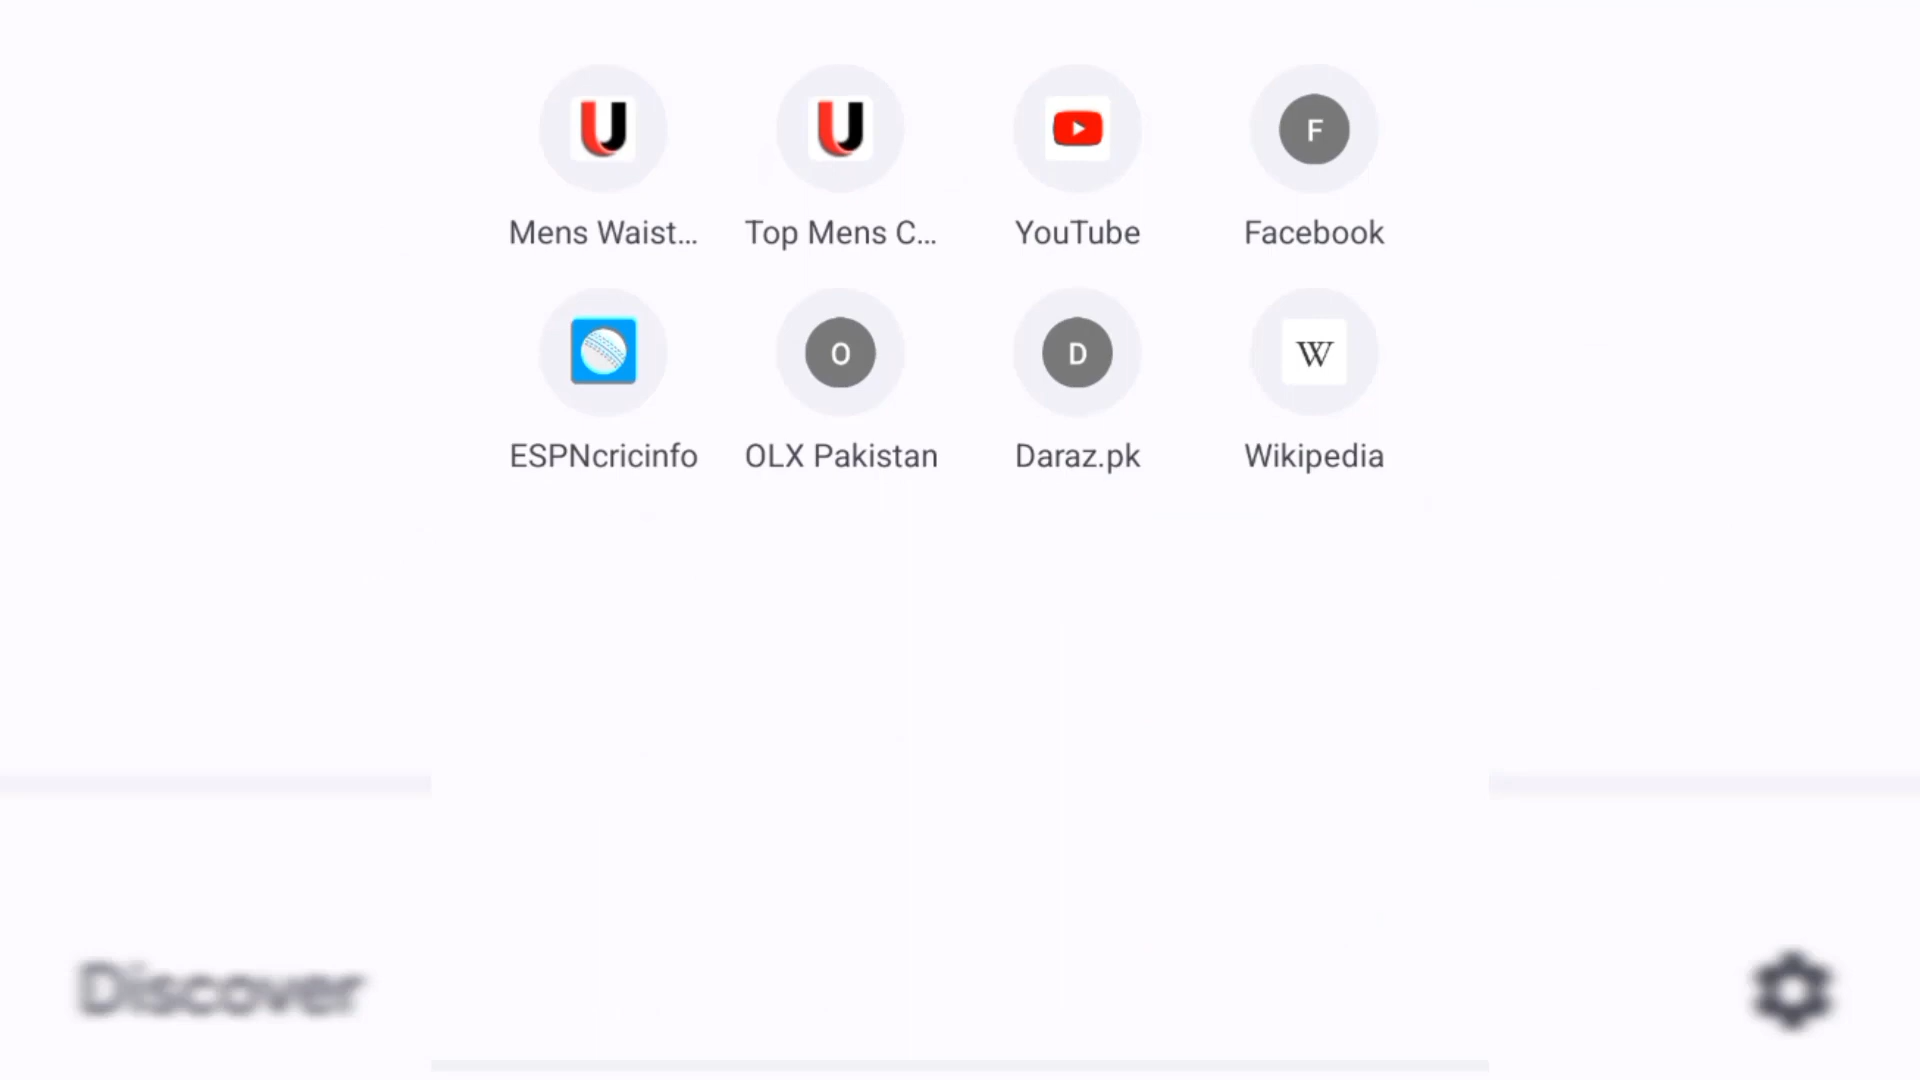 U U F
Mens Waist... Top Mens C... YouTube Facebook
O D W
ESPNcricinfo OLX Pakistan Daraz.pk Wikipedia
Discover